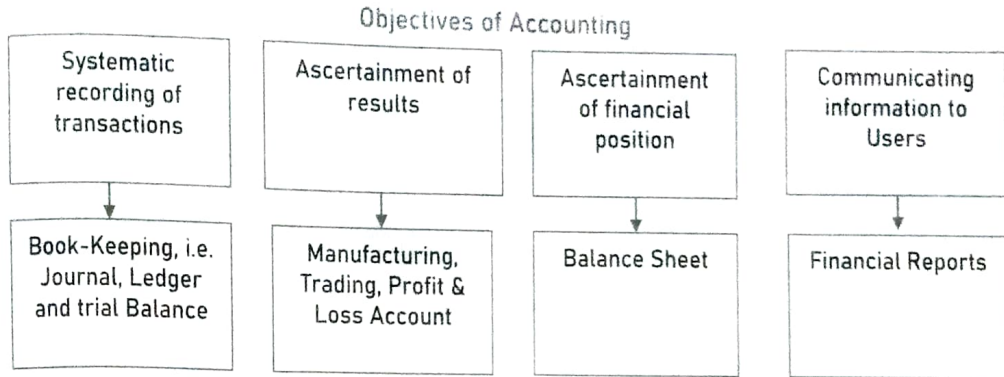 Objectives of Accounting
Systematic
recording of
transactions
Ascertainment of
results
Ascertainment
of financial
position
Communicating
information to
Users
Book-Keeping, i.e.
Journal, Ledger
and trial Balance
Manufacturing,
Trading, Profit &
Loss Account
Balance Sheet
Financial Reports